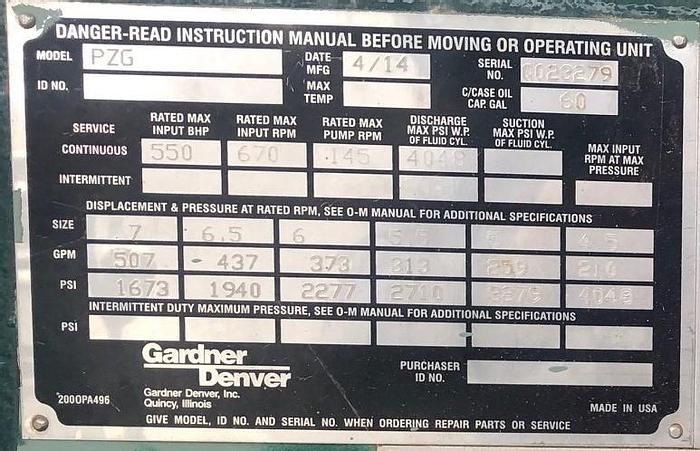 DANGER-READ INSTRUCTION MANUAL BEFORE MOVING OR OPERATING UNIT
MODEL PZG DATE MFG 4/14 SERIAL NO.
ID NO. MAX TEMP C/CASE OIL CAP. GAL 60
SERVICE RATED MAX INPUT BHP RATED MAX INPUT RPM RATED MAX PUMP RPM DISCHARGE MAX PSI W.P. OF FLUID CYL. SUCTION MAX PSI W.P. OF FLUID CYL. MAX INPUT RPM AT MAX PRESSURE
CONTINUOUS 550 670 145 4048
INTERMITTENT
DISPLACEMENT & PRESSURE AT RATED RPM, SEE O-M MANUAL FOR ADDITIONAL SPECIFICATIONS
SIZE 7 6.5 6 5.5 5 4.5
GPM 507 437 373 313 259 210
PSI 1673 1940 2277 2710 3279 4048
INTERMITTENT DUTY MAXIMUM PRESSURE, SEE O-M MANUAL FOR ADDITIONAL SPECIFICATIONS
PSI
Gardner
Denver
PURCHASER ID NO.
Gardner Denver, Inc.
Quincy, Illinois
200OPA496
MADE IN USA
GIVE MODEL, ID NO. AND SERIAL NO. WHEN ORDERING REPAIR PARTS OR SERVICE